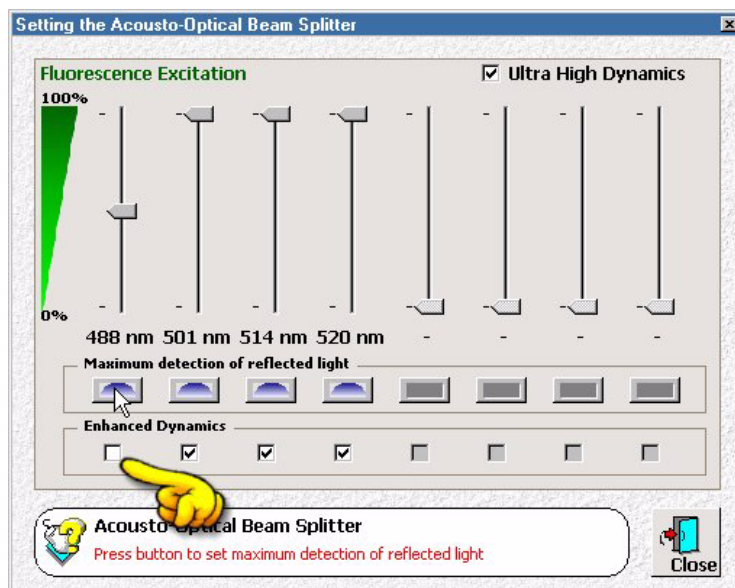 Setting the Acousto-Optical Beam Splitter
Fluorescence Excitation
Ultra High Dynamics
100%
0%
488 nm 501 nm 514 nm 520 nm - - - -
Maximum detection of reflected light
Enhanced Dynamics
Acousto-Optical Beam Splitter
Press button to set maximum detection of reflected light
Close